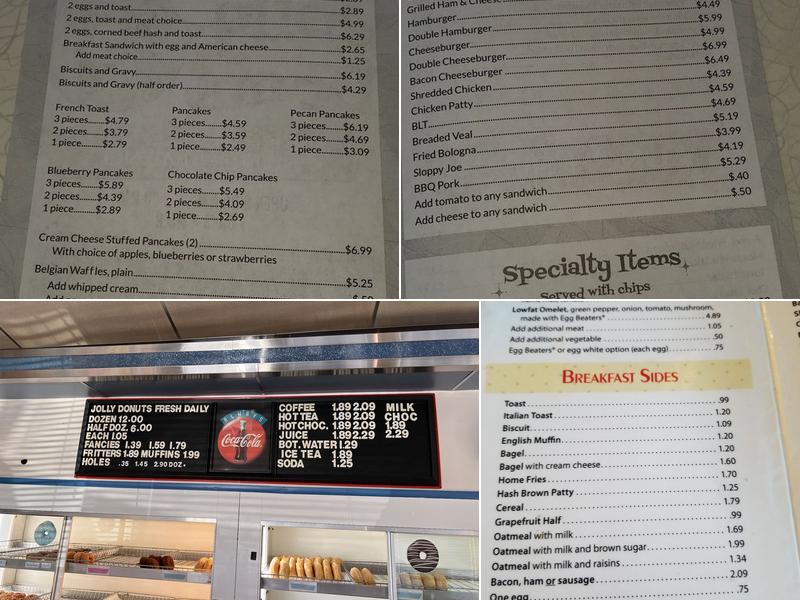 2 eggs and toast $2.89
2 eggs, toast and meat choice $4.99
2 eggs, corned beef hash and toast $6.29
Breakfast Sandwich with egg and American cheese $2.65
Add meat choice $1.25
Biscuits and Gravy $6.19
Biscuits and Gravy (half order) $4.29
French Toast
3 pieces $4.79
2 pieces $3.79
1 piece $2.79
Pancakes
3 pieces $4.59
2 pieces $3.59
1 piece $2.49
Pecan Pancakes
3 pieces $6.19
2 pieces $4.69
1 piece $3.09
Blueberry Pancakes
3 pieces $5.89
2 pieces $4.39
1 piece $2.89
Chocolate Chip Pancakes
3 pieces $5.49
2 pieces $4.09
1 piece $2.69
Cream Cheese Stuffed Pancakes (2) $6.99
With choice of apples, blueberries or strawberries
Belgian Waffles, plain $5.25
Add whipped cream .50
Grilled Ham & Cheese $4.49
Hamburger $5.99
Double Hamburger $4.99
Cheeseburger $6.99
Double Cheeseburger $6.49
Bacon Cheeseburger $4.39
Shredded Chicken $4.59
Chicken Patty $4.69
BLT $5.19
Breaded Veal $3.99
Fried Bologna $4.19
Sloppy Joe $5.29
BBQ Pork $.40
Add tomato to any sandwich $.50
Add cheese to any sandwich
Specialty Items
Served with chips
JOLLY DONUTS FRESH DAILY
DOZEN 12.00
HALF DOZ. 6.00
EACH 1.05
FANCIES 1.39 1.59 1.79
FRITTERS 1.89 MUFFINS 1.99
HOLES .35 1.45 2.90 DOZ.
ALWAYS
Coca-Cola
COFFEE 1.89 2.09 MILK
HOT TEA 1.89 2.09 CHOC
HOT CHOC. 1.89 2.09 1.89
JUICE 1.89 2.29 2.29
BOT. WATER 1.29
ICE TEA 1.89
SODA 1.25
Lowfat Omelet, green pepper, onion, tomato, mushroom,
made with Egg Beaters* 4.89
Add additional meat 1.05
Add additional vegetable .50
Egg Beaters* or egg white option (each egg) .75
BREAKFAST SIDES
Toast .99
Italian Toast 1.20
Biscuit 1.09
English Muffin 1.20
Bagel 1.20
Bagel with cream cheese 1.60
Home Fries 1.70
Hash Brown Patty 1.25
Cereal 1.79
Grapefruit Half .99
Oatmeal with milk 1.69
Oatmeal with milk and brown sugar 1.99
Oatmeal with milk and raisins 1.34
Bacon, ham or sausage 2.09
One egg .75